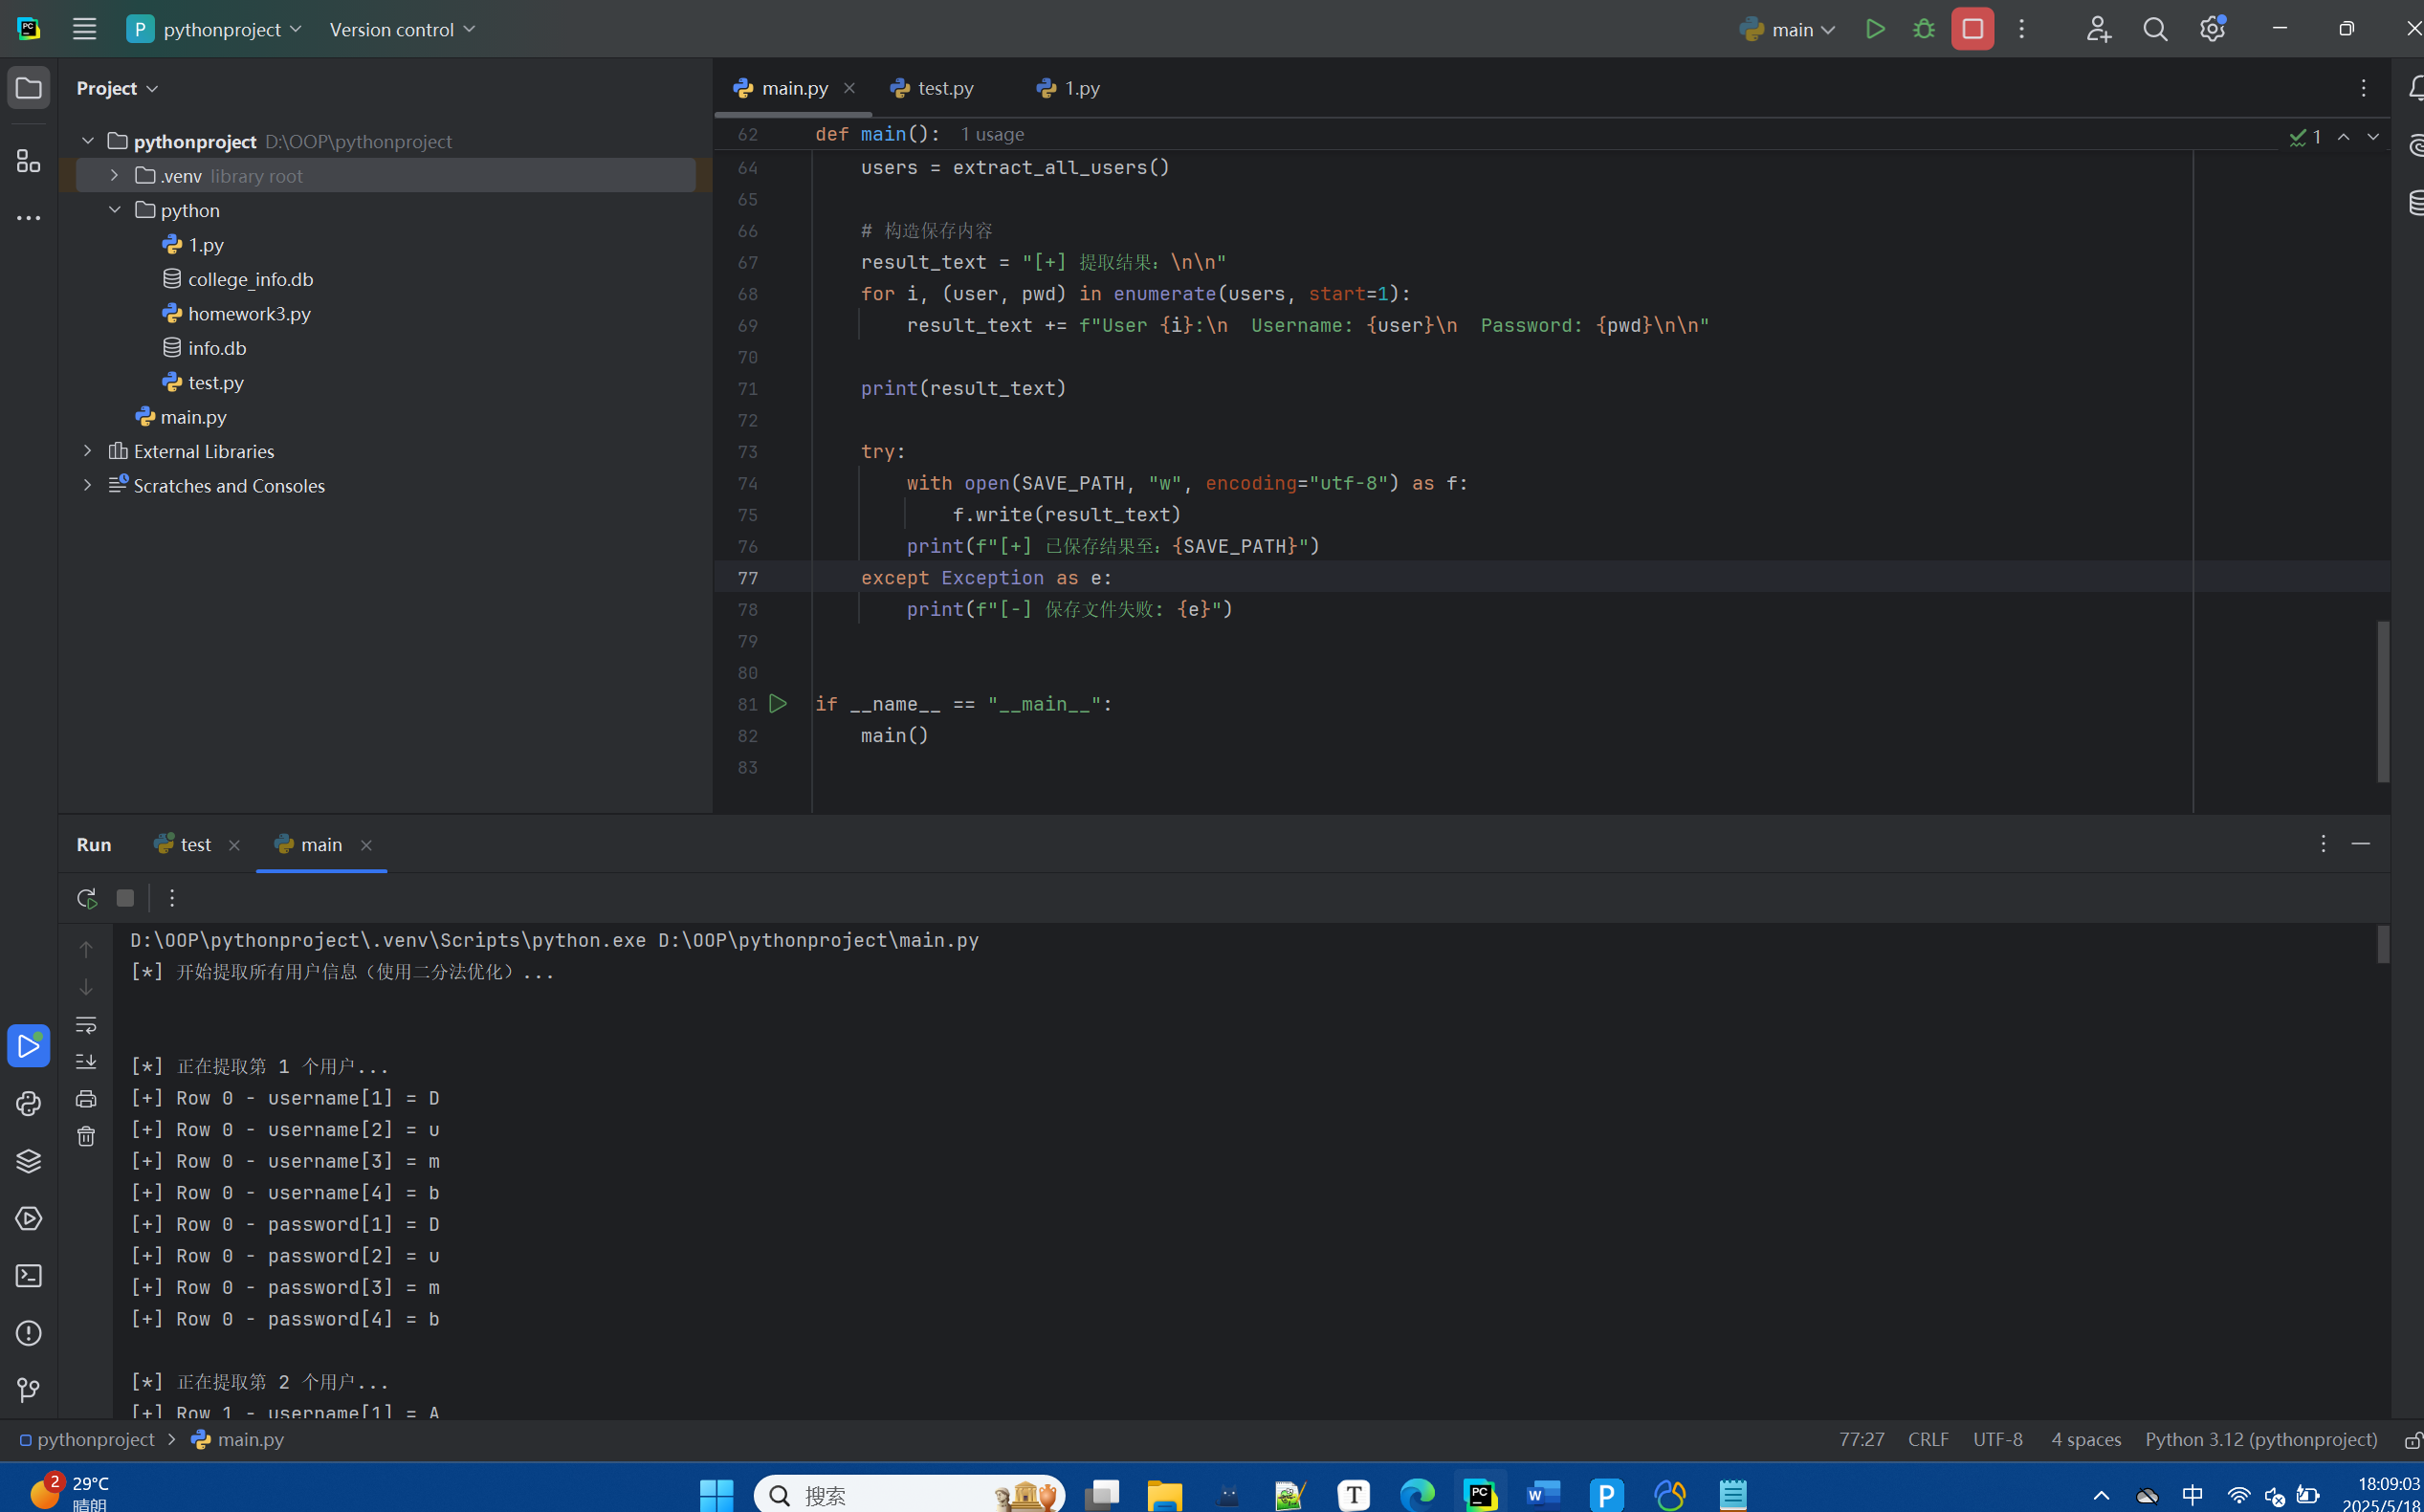 P pythonproject Version control main
Project
main.py test.py 1.py
pythonproject D:\OOP\pythonproject
.venv library root
python
1.py
college_info.db
homework3.py
info.db
test.py
main.py
External Libraries
Scratches and Consoles
62 def main(): 1 usage
1
64 users = extract_all_users()
65
66 # 构造保存内容
67 result_text = "[+] 提取结果：\n\n"
68 for i, (user, pwd) in enumerate(users, start=1):
69 result_text += f"User {i}:\n  Username: {user}\n  Password: {pwd}\n\n"
70
71 print(result_text)
72
73 try:
74 with open(SAVE_PATH, "w", encoding="utf-8") as f:
75 f.write(result_text)
76 print(f"[+] 已保存结果至：{SAVE_PATH}")
77 except Exception as e:
78 print(f"[-] 保存文件失败: {e}")
79
80
81 if __name__ == "__main__":
82 main()
83
Run test main
D:\OOP\pythonproject\.venv\Scripts\python.exe D:\OOP\pythonproject\main.py
[*] 开始提取所有用户信息（使用二分法优化）...
[*] 正在提取第 1 个用户...
[+] Row 0 - username[1] = D
[+] Row 0 - username[2] = u
[+] Row 0 - username[3] = m
[+] Row 0 - username[4] = b
[+] Row 0 - password[1] = D
[+] Row 0 - password[2] = u
[+] Row 0 - password[3] = m
[+] Row 0 - password[4] = b
[*] 正在提取第 2 个用户...
[+] Row 1 - username[1] = A
pythonproject > main.py
77:27 CRLF UTF-8 4 spaces Python 3.12 (pythonproject)
2 29°C
晴朗
搜索
中
18:09:03
2025/5/18